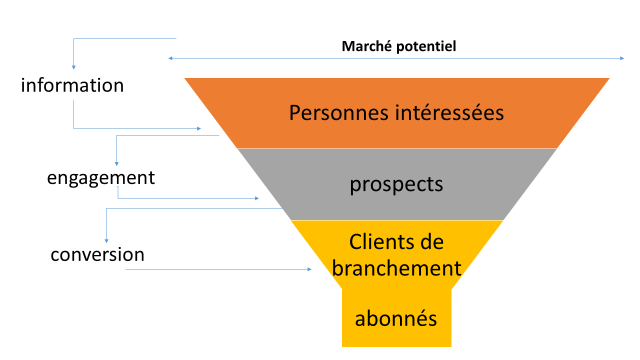 Marché potentiel
information
Personnes intéressées
engagement
prospects
conversion
Clients de
branchement
abonnés